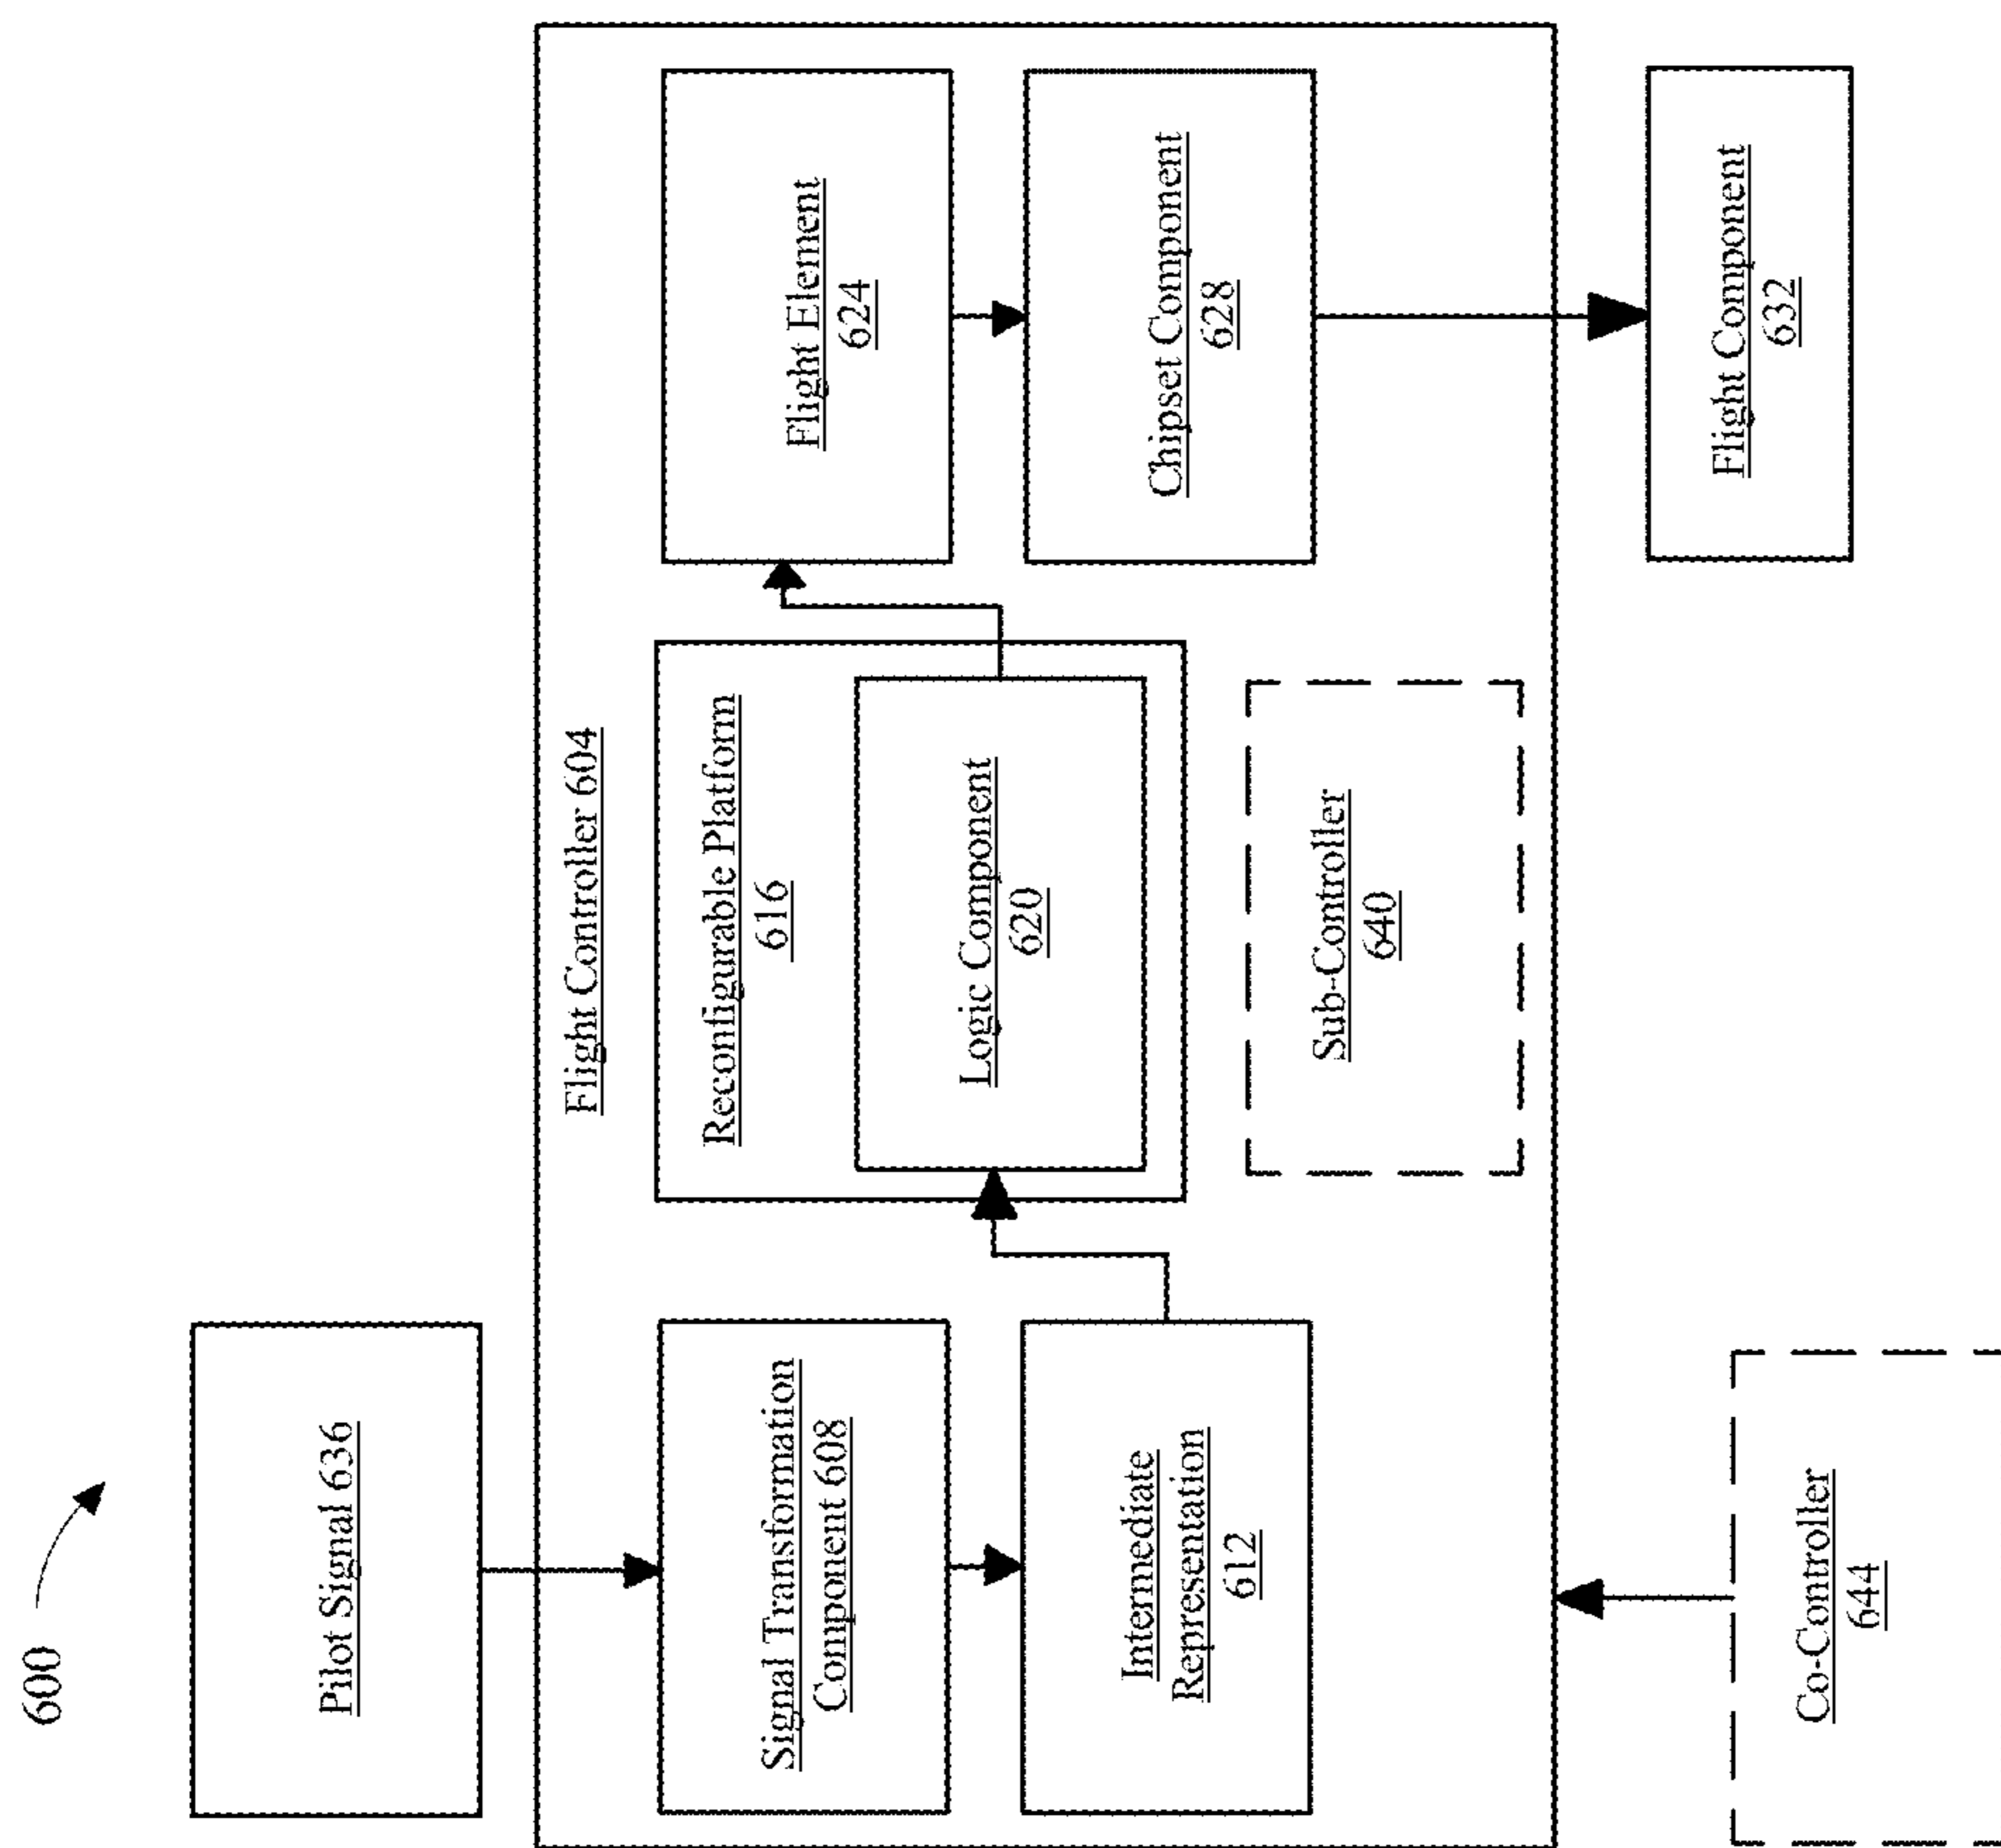 600
Pilot Signal 636
Flight Controller 604
Signal Transformation
Component 608
Intermediate
Representation
612
Reconfigurable Platform
616
Logic Component
620
Sub-Controller
640
Flight Element
624
Chipset Component
628
Flight Component
632
Co-Controller
644